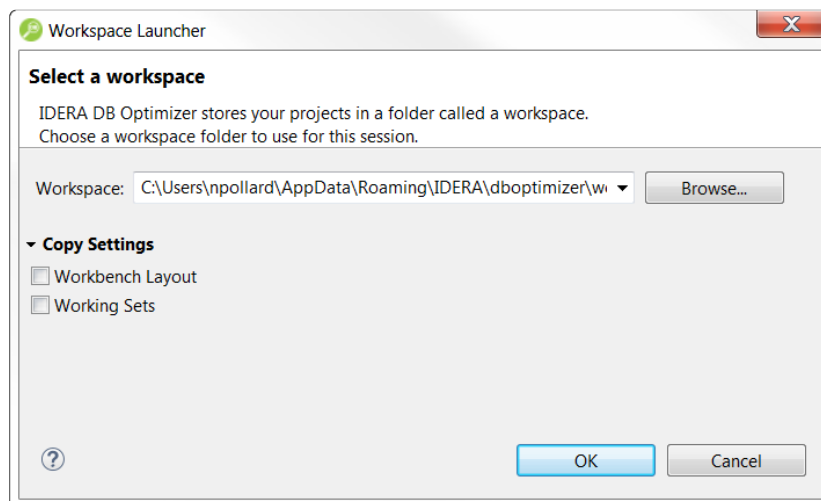 Workspace Launcher
Select a workspace
IDERA DB Optimizer stores your projects in a folder called a workspace.
Choose a workspace folder to use for this session.
Workspace: C:\Users\npollard\AppData\Roaming\IDERA\dboptimizer\w Browse...
Copy Settings
Workbench Layout
Working Sets
? OK Cancel